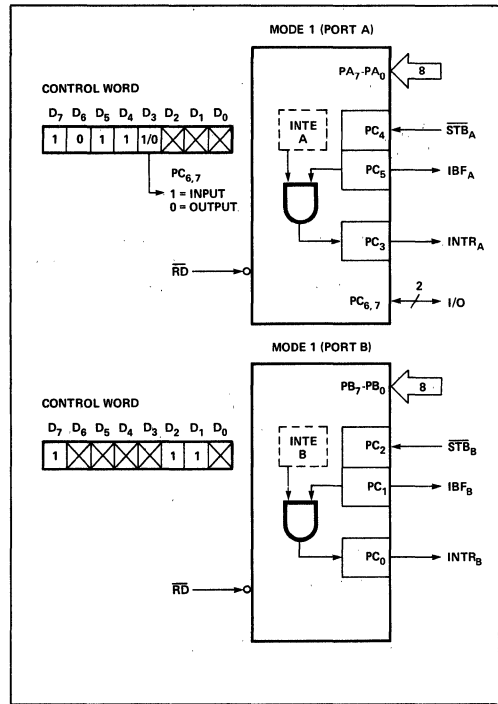 MODE 1 (PORT A)
PA7-PA0
8
CONTROL WORD
D7 D6 D5 D4 D3 D2 D1 D0
1 0 1 1 1/0
PC6,7
1 = INPUT
0 = OUTPUT
INTE
A
PC4
STBA
PC5
IBFA
PC3
INTRA
RD
PC6,7
2
I/O
MODE 1 (PORT B)
PB7-PB0
8
CONTROL WORD
D7 D6 D5 D4 D3 D2 D1 D0
1 1 1
INTE
B
PC2
STBB
PC1
IBFB
PC0
INTRB
RD